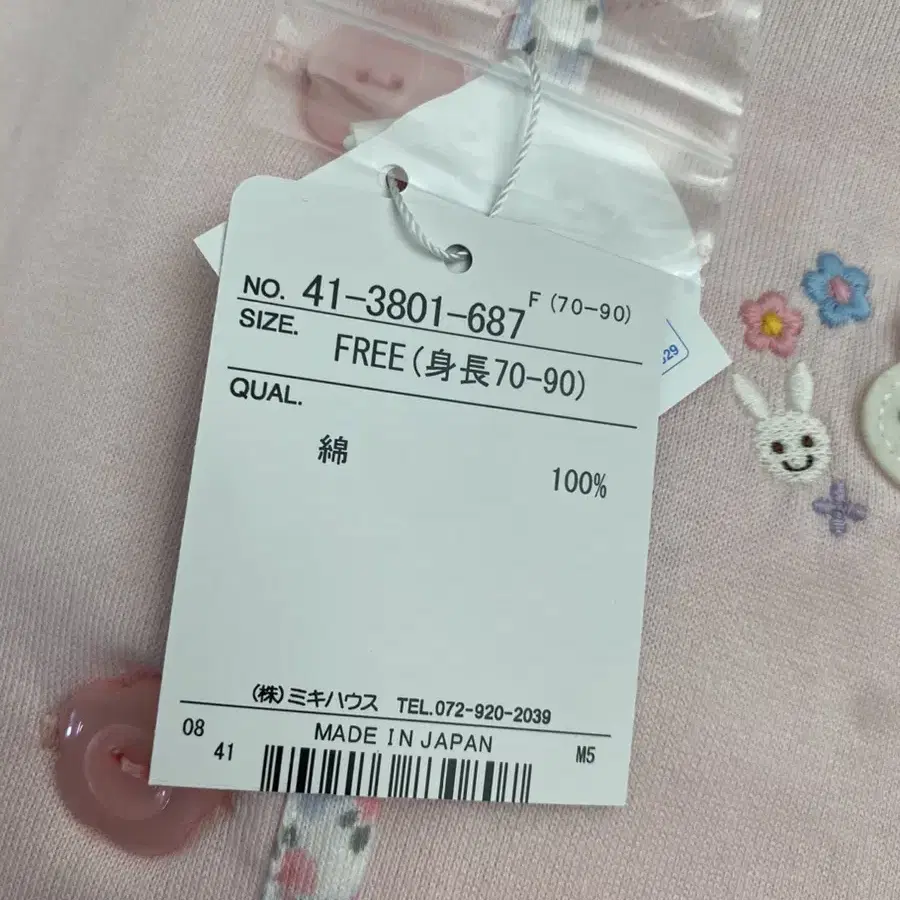 NO. 41-3801-687 F (70-90)
SIZE. FREE(身長70-90)
QUAL.
綿 100%
(株)ミキハウス TEL.072-920-2039
08 MADE IN JAPAN M5
41